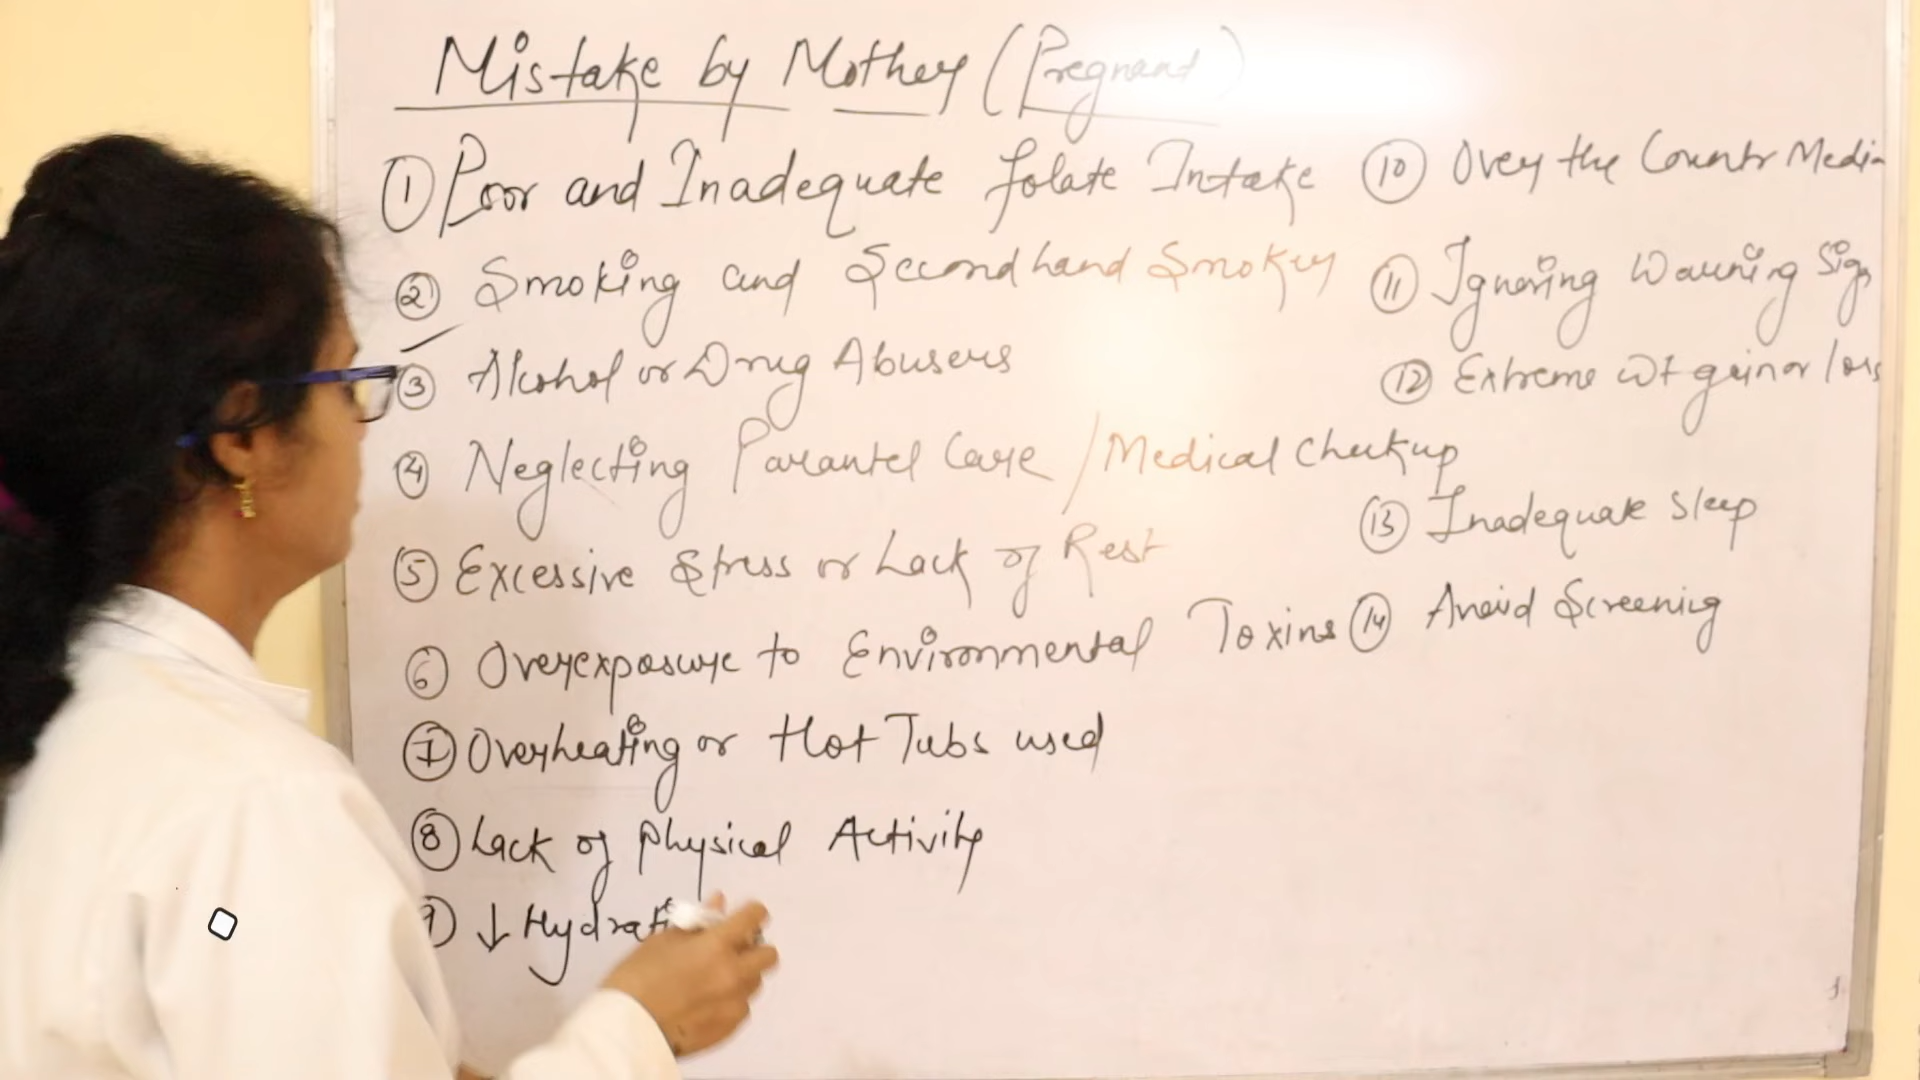 Mistake by Mother (Pregnant)
① Poor and Inadequate folate Intake
② Smoking and Secondhand Smoker
③ Alcohol or Drug Abusers
④ Neglecting Parantel Care / Medical Checkup
⑤ Excessive Stress or Lack of Rest
⑥ Overexposure to Environmental Toxins
⑦ Overheating or Hot Tubs used
⑧ Lack of Physical Activity
⑨ ↓ Hydrati
⑩ Over the Countr Medi-
⑪ Ignoring Warning Sig
⑫ Extreme wt gain or loss
⑬ Inadequate Sleep
⑭ Avoid Screening